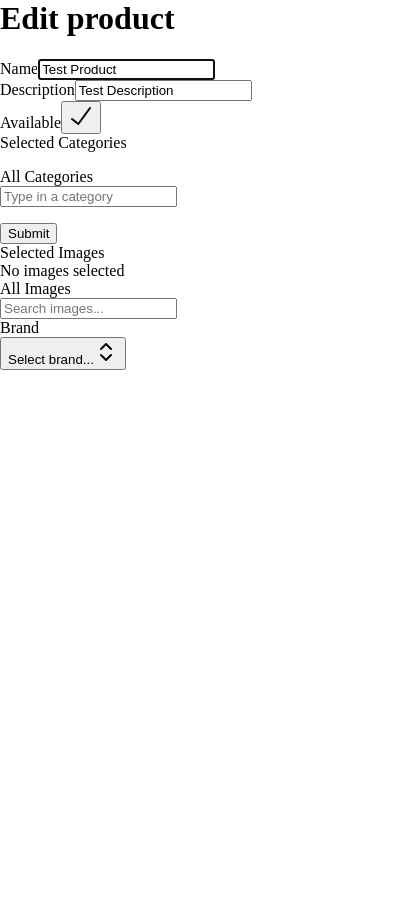 Edit product
Name Test Product
Description Test Description
Available
Selected Categories
All Categories
Type in a category
Submit
Selected Images
No images selected
All Images
Search images...
Brand
Select brand...